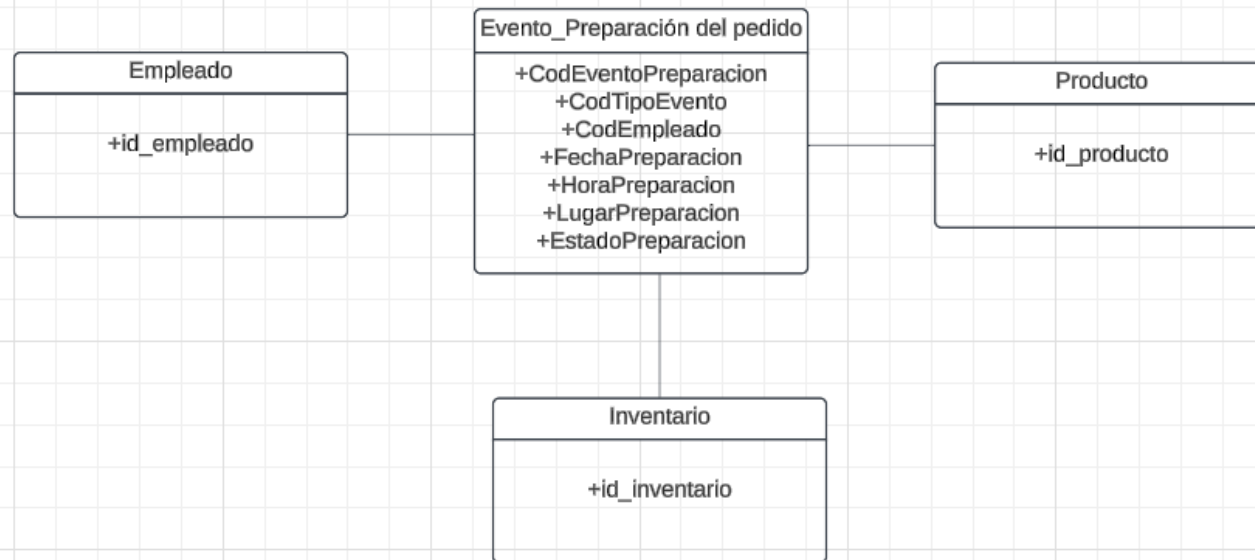 Evento_Preparación del pedido
+CodEventoPreparacion
+CodTipoEvento
+CodEmpleado
+FechaPreparacion
+HoraPreparacion
+LugarPreparacion
+EstadoPreparacion
Empleado
+id_empleado
Producto
+id_producto
Inventario
+id_inventario